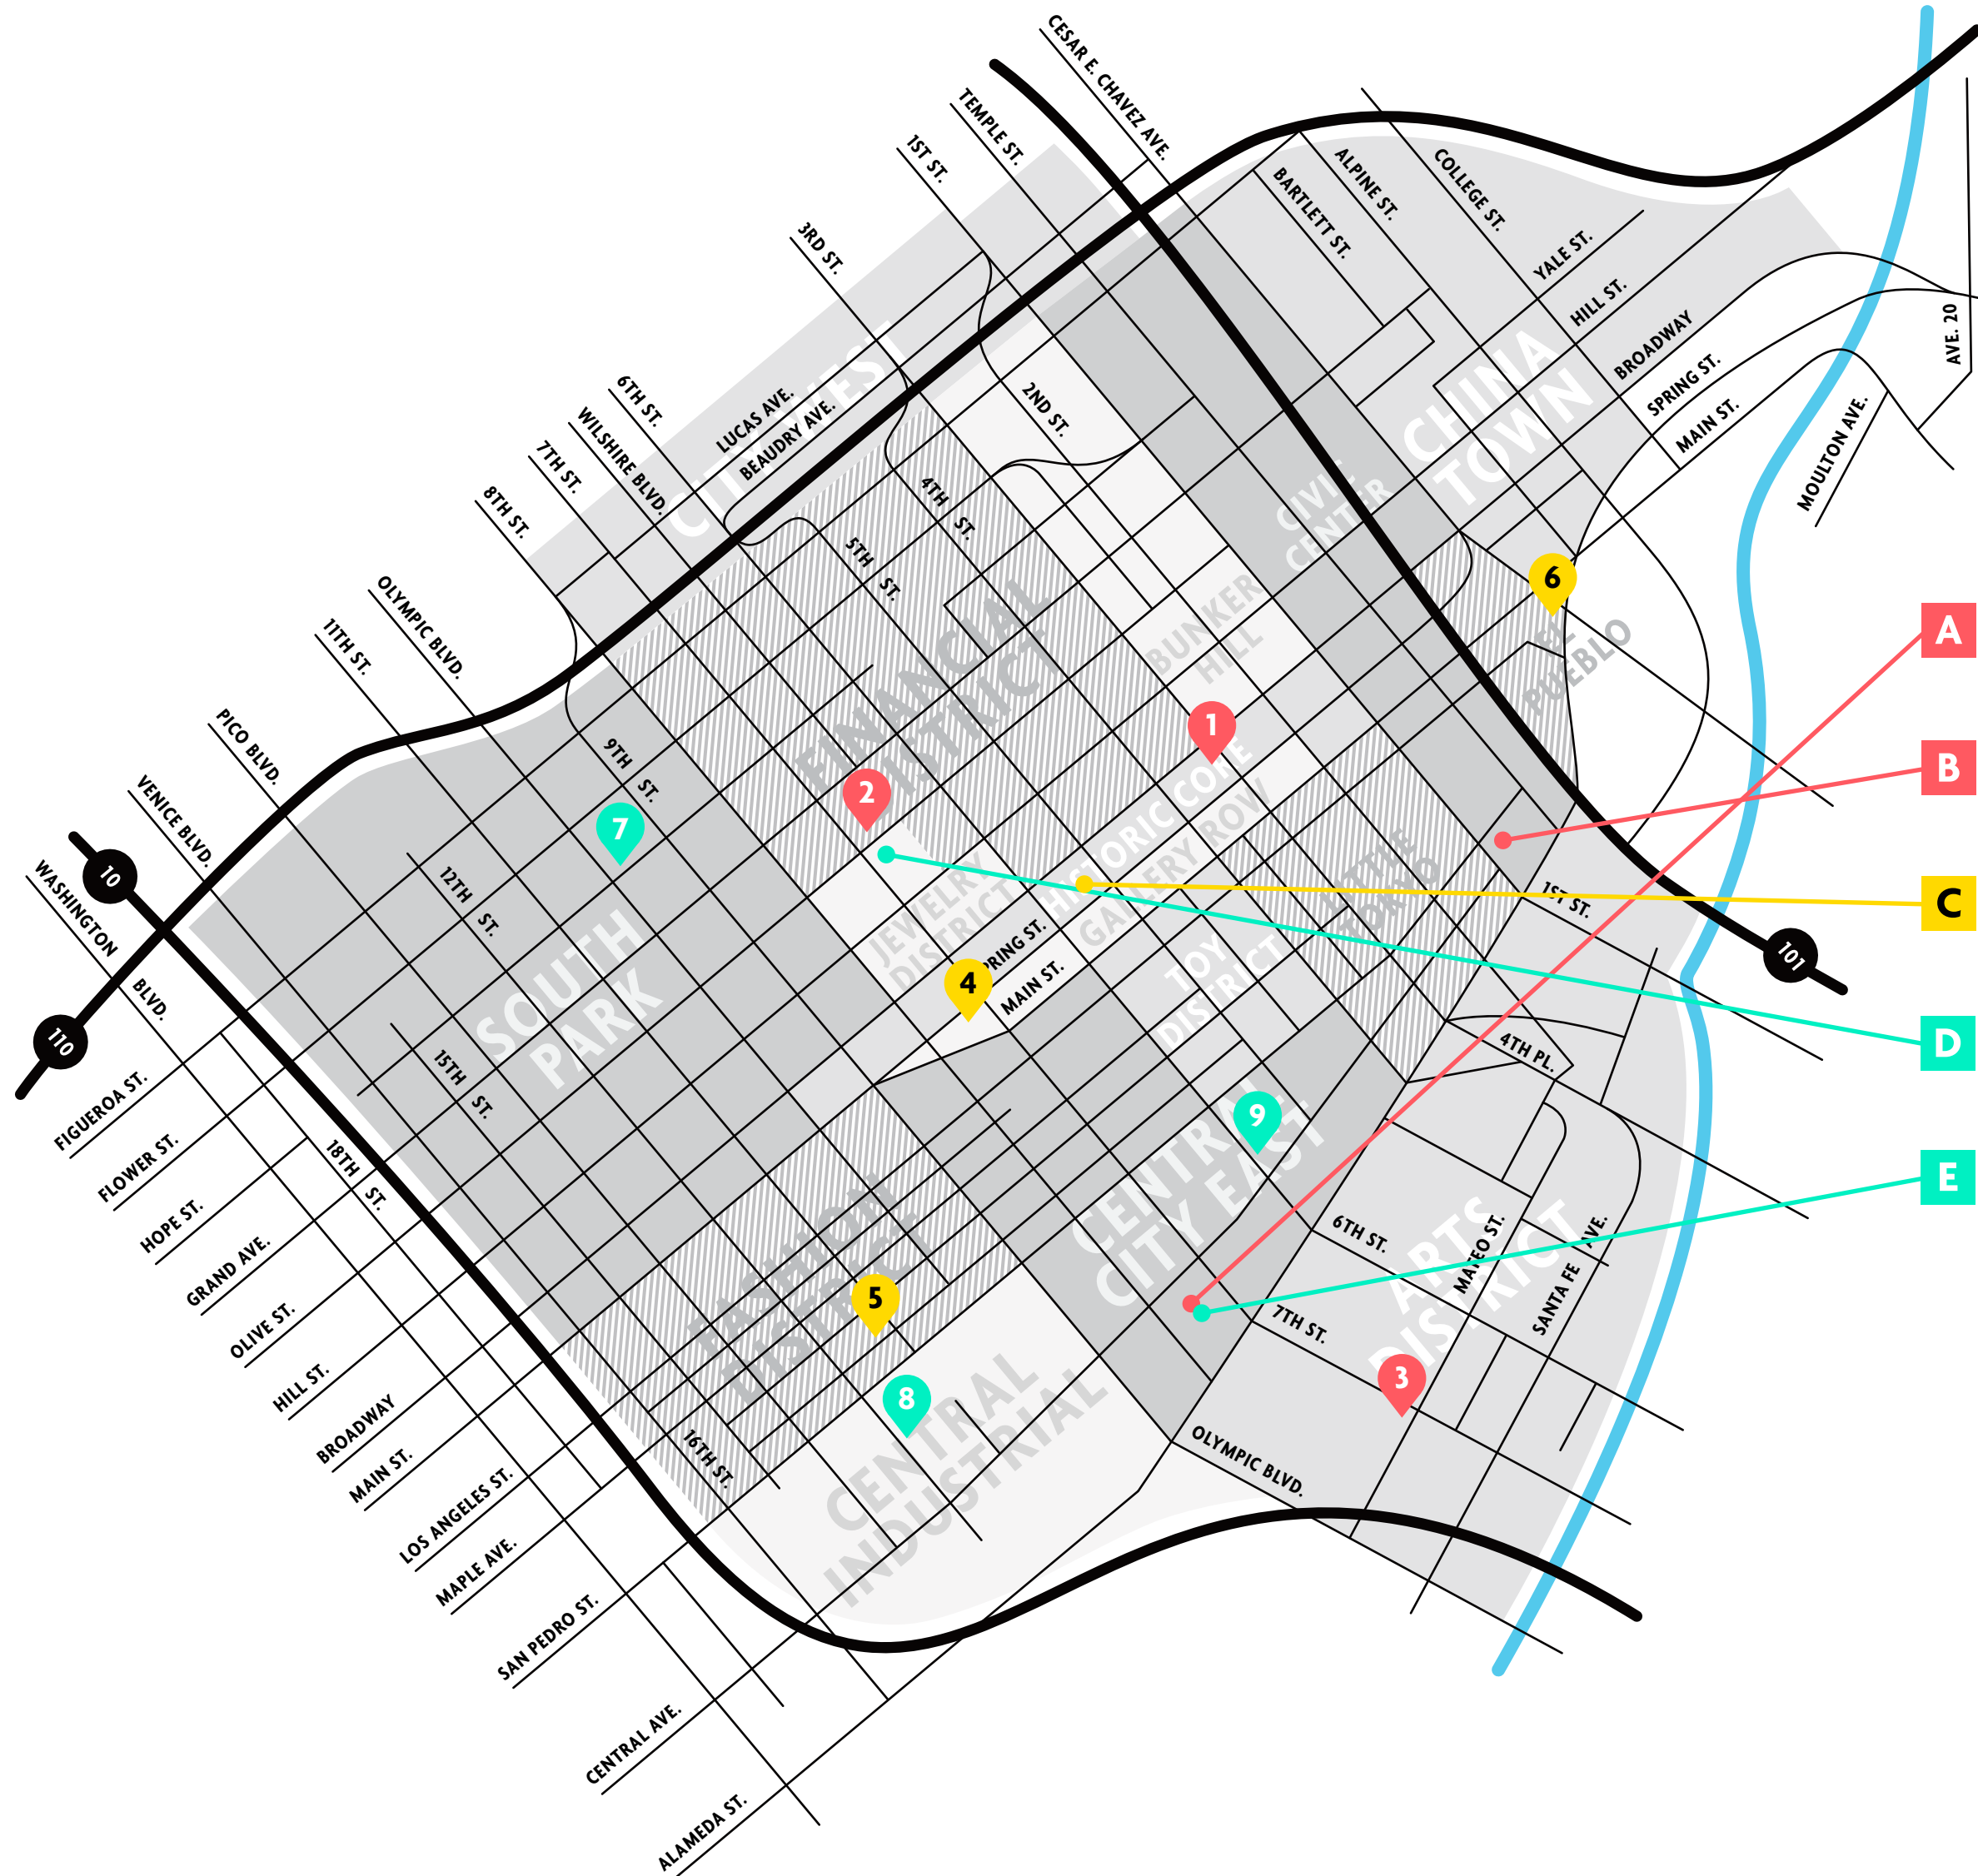 CESAR E. CHAVEZ AVE.
TEMPLE ST.
1ST ST.
3RD ST.
ALPINE ST.
BARTLETT ST.
COLLEGE ST.
YALE ST.
HILL ST.
BROADWAY
SPRING ST.
MAIN ST.
AVE. 20
MOULTON AVE.
CHINA
TOWN
2ND ST.
6TH ST.
WILSHIRE BLVD.
7TH ST.
8TH ST.
LUCAS AVE.
BEAUDRY AVE.
CITY WEST
4TH ST.
5TH ST.
CIVIC
CENTER
6
EL
PUEBLO
A
OLYMPIC BLVD.
11TH ST.
FINANCIAL
DISTRICT
BUNKER
HILL
PICO BLVD.
VENICE BLVD.
9TH ST.
1
B
2
7
HISTORIC CORE
GALLERY ROW
LITTLE
TOKYO
C
1ST ST.
WASHINGTON BLVD.
10
12TH ST.
JEWELRY
DISTRICT
SPRING ST.
MAIN ST.
4
TOY
DISTRICT
101
D
110
SOUTH
PARK
15TH ST.
4TH PL.
9
FIGUEROA ST.
FLOWER ST.
HOPE ST.
GRAND AVE.
OLIVE ST.
HILL ST.
BROADWAY
MAIN ST.
LOS ANGELES ST.
MAPLE AVE.
SAN PEDRO ST.
CENTRAL AVE.
ALAMEDA ST.
18TH ST.
CENTRAL
CITY EAST
E
6TH ST.
MATEO ST.
SANTA FE AVE.
ARTS
DISTRICT
FASHION
DISTRICT
5
7TH ST.
3
8
16TH ST.
CENTRAL
INDUSTRIAL
OLYMPIC BLVD.